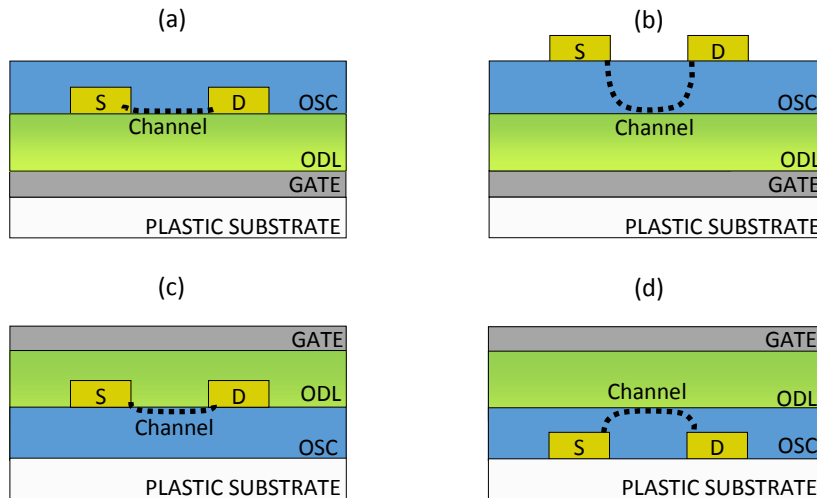 (a)
S
D
OSC
Channel
ODL
GATE
PLASTIC SUBSTRATE
(b)
S
D
OSC
Channel
ODL
GATE
PLASTIC SUBSTRATE
(c)
GATE
S
D
ODL
Channel
OSC
PLASTIC SUBSTRATE
(d)
GATE
Channel
ODL
S
D
OSC
PLASTIC SUBSTRATE